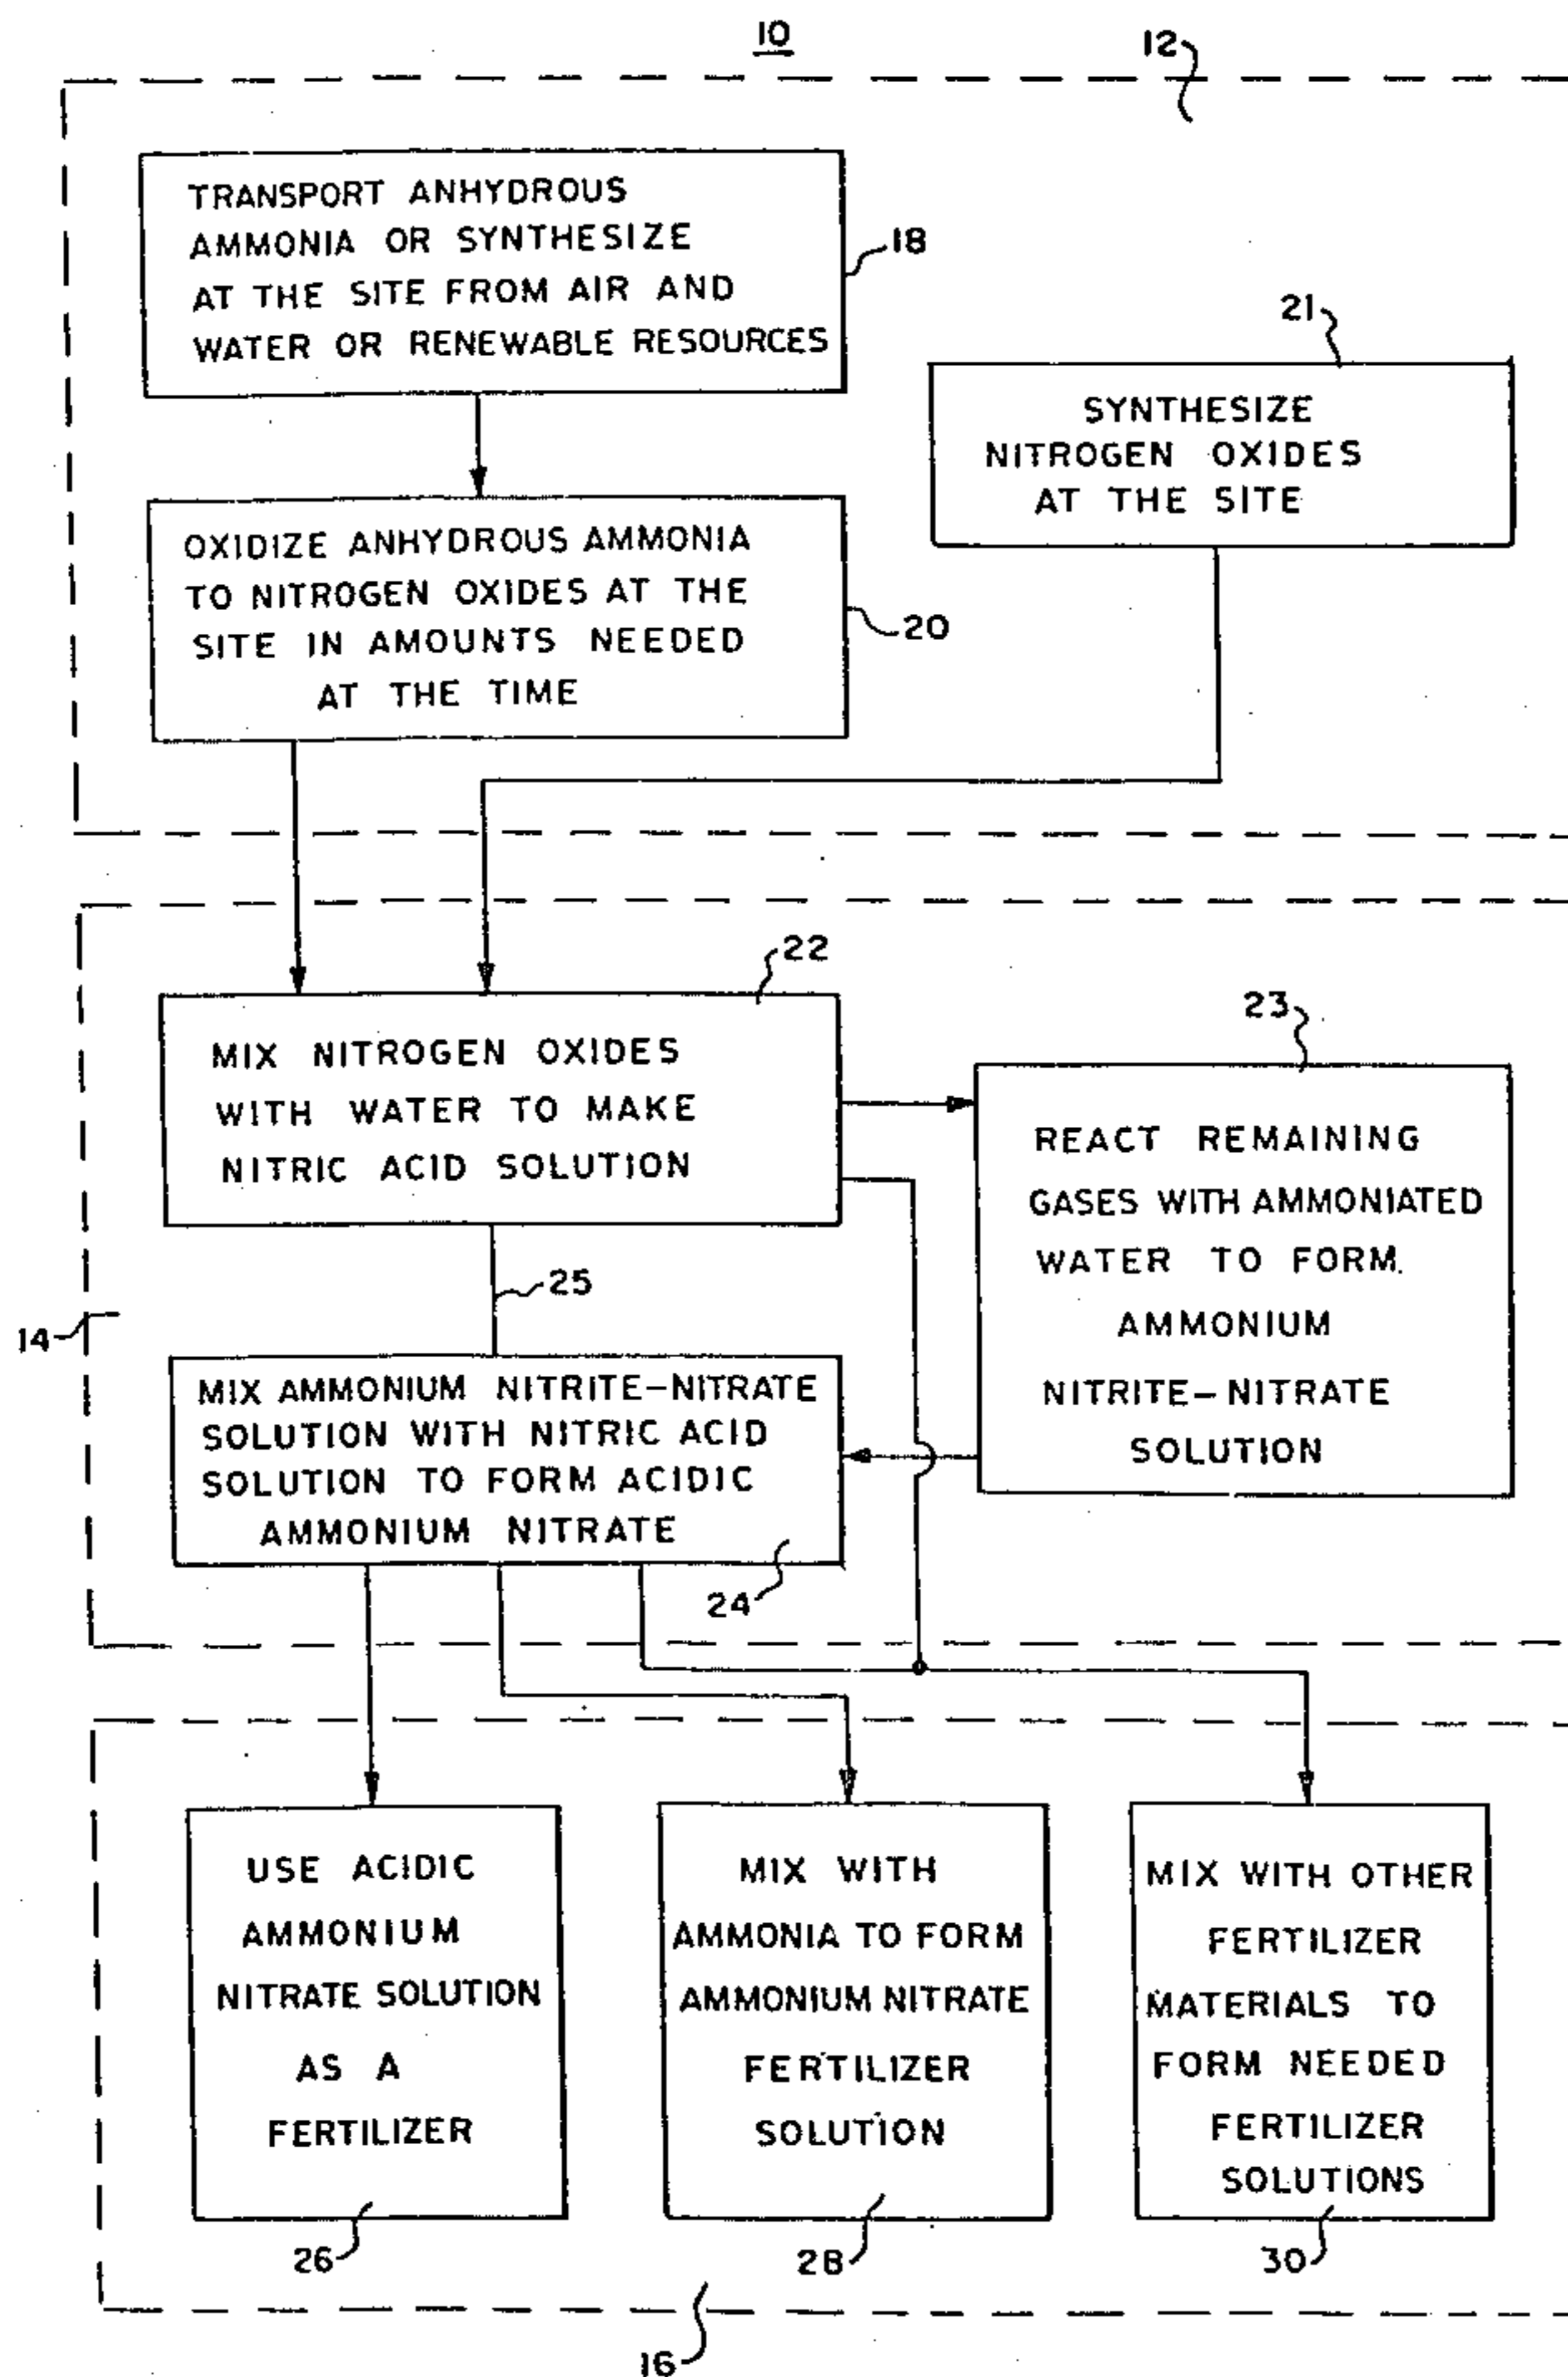 10
12
TRANSPORT ANHYDROUS
AMMONIA OR SYNTHESIZE
AT THE SITE FROM AIR AND
WATER OR RENEWABLE RESOURCES
18
21
SYNTHESIZE
NITROGEN OXIDES
AT THE SITE
OXIDIZE ANHYDROUS AMMONIA
TO NITROGEN OXIDES AT THE
SITE IN AMOUNTS NEEDED
AT THE TIME
20
22
MIX NITROGEN OXIDES
WITH WATER TO MAKE
NITRIC ACID SOLUTION
23
REACT REMAINING
GASES WITH AMMONIATED
WATER TO FORM.
AMMONIUM
NITRITE-NITRATE
SOLUTION
25
14
MIX AMMONIUM NITRITE-NITRATE
SOLUTION WITH NITRIC ACID
SOLUTION TO FORM ACIDIC
AMMONIUM NITRATE
24
USE ACIDIC
AMMONIUM
NITRATE SOLUTION
AS A
FERTILIZER
26
MIX WITH
AMMONIA TO FORM
AMMONIUM NITRATE
FERTILIZER
SOLUTION
28
MIX WITH OTHER
FERTILIZER
MATERIALS TO
FORM NEEDED
FERTILIZER
SOLUTIONS
30
16